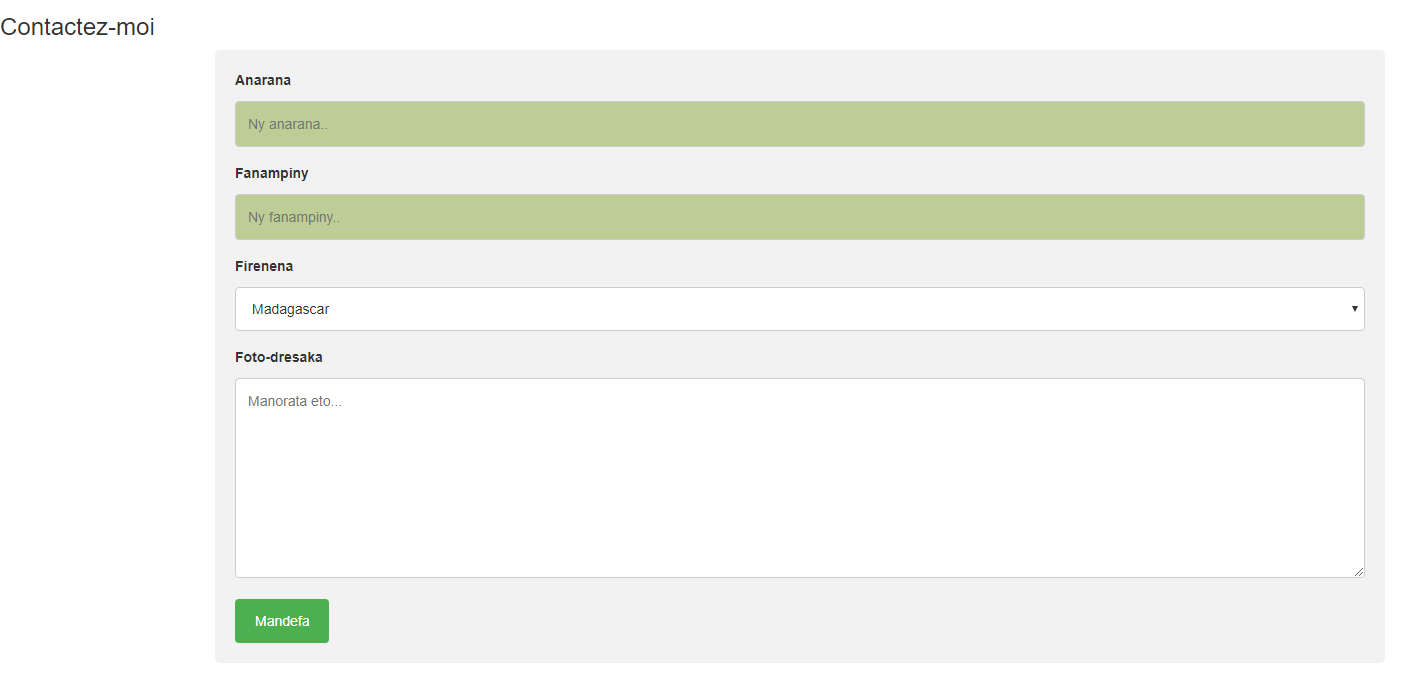 Contactez-moi
Anarana
Ny anarana..
Fanampiny
Ny fanampiny..
Firenena
Madagascar
Foto-dresaka
Manorata eto...
Mandefa